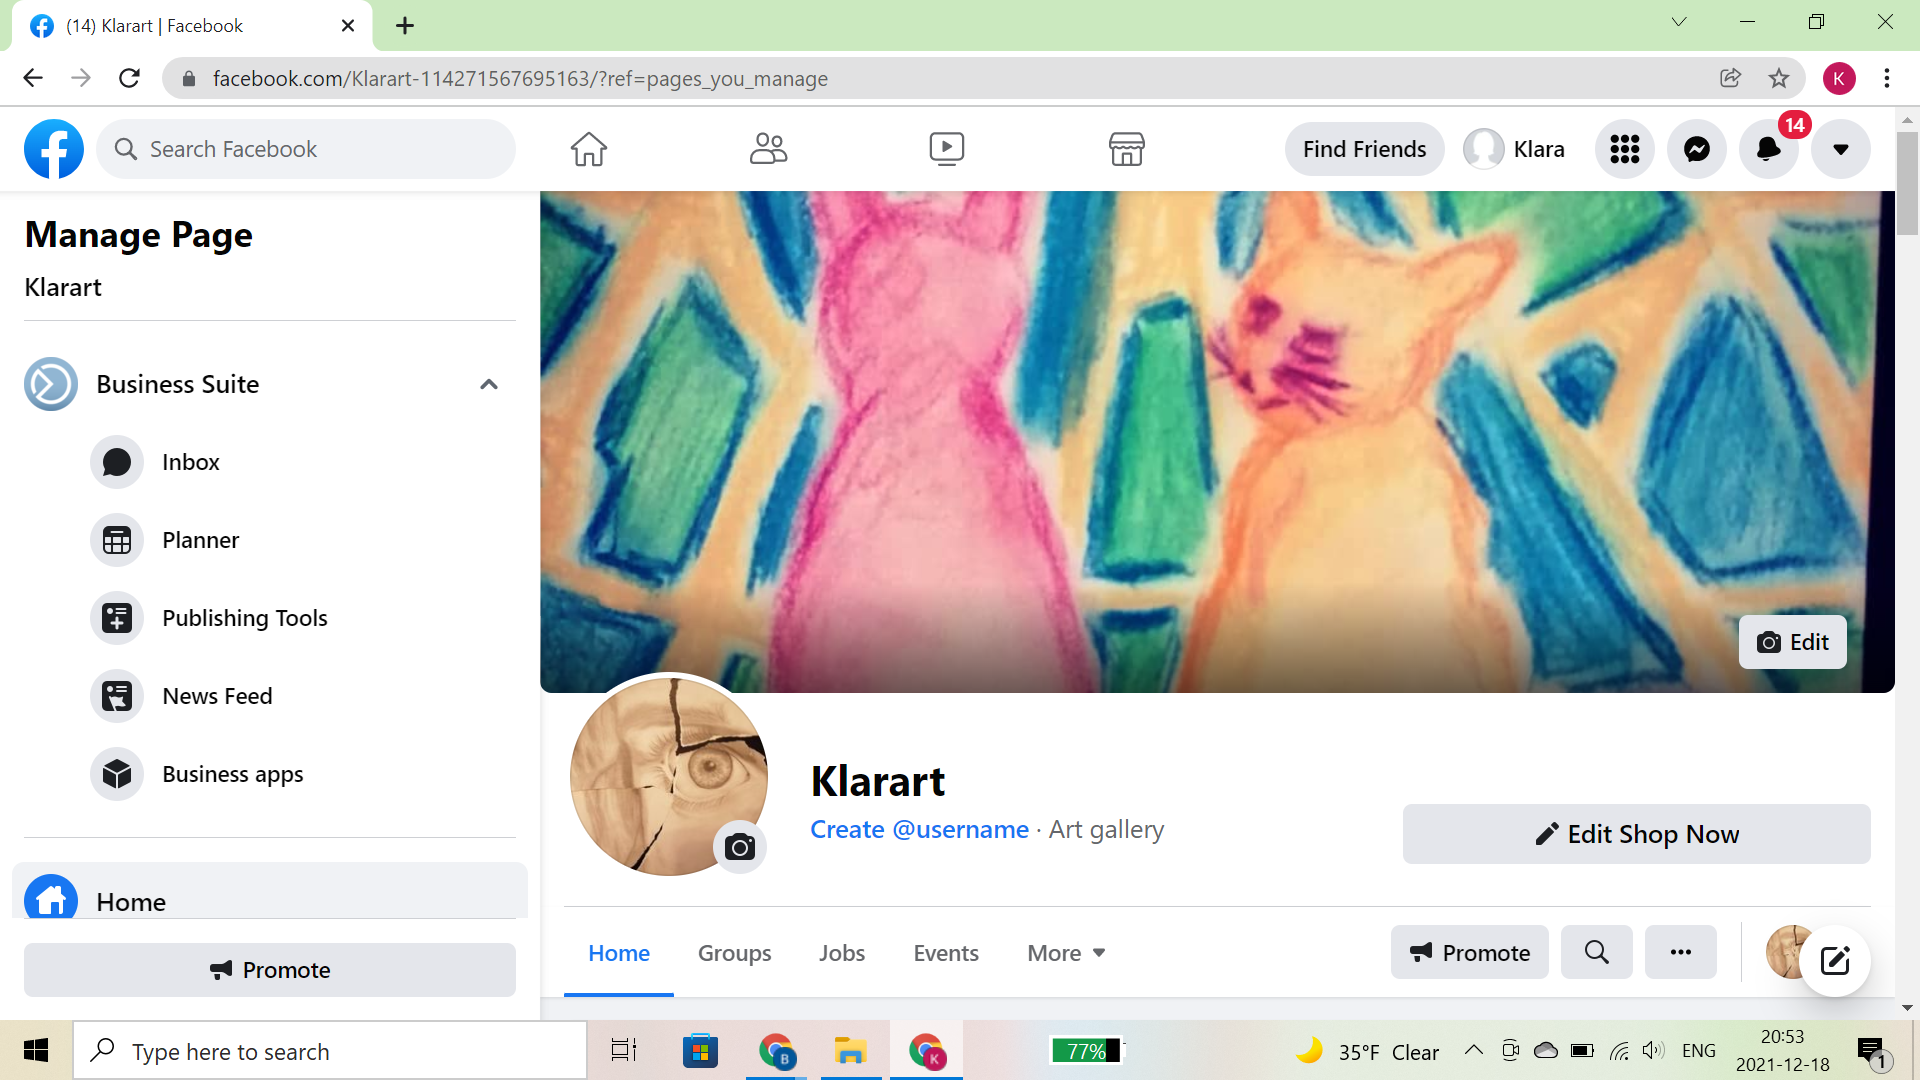 (14) Klarart | Facebook
facebook.com/Klarart-114271567695163/?ref=pages_you_manage
K
Search Facebook
Find Friends
Klara
14
Manage Page
Klarart
Business Suite
Inbox
Planner
Publishing Tools
News Feed
Business apps
Home
Promote
Edit
Klarart
Create @username · Art gallery
Edit Shop Now
Home
Groups
Jobs
Events
More
Promote
Type here to search
B
K
77%
35°F Clear
ENG
20:53
2021-12-18
1